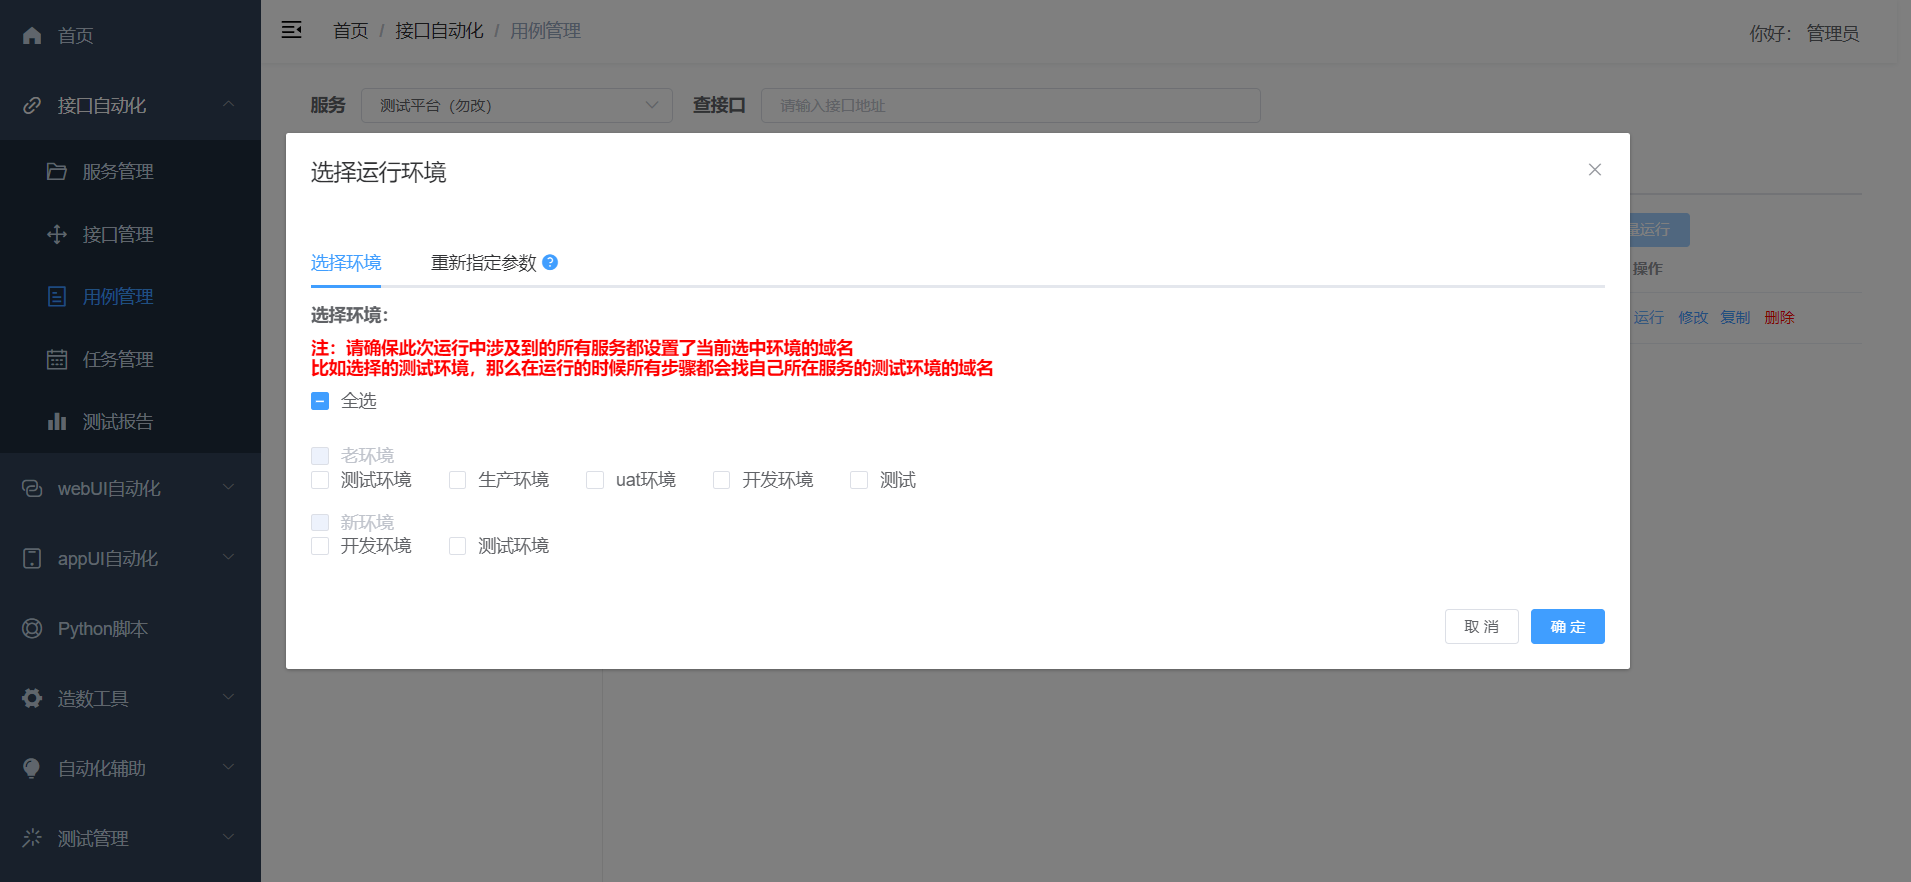 首页
接口自动化
服务管理
接口管理
用例管理
任务管理
测试报告
webUI自动化
appUI自动化
Python脚本
造数工具
自动化辅助
测试管理
首页 / 接口自动化 / 用例管理
你好： 管理员
服务 测试平台（勿改） 查接口 请输入接口地址
选择运行环境
选择环境 重新指定参数 ?
选择环境：
注：请确保此次运行中涉及到的所有服务都设置了当前选中环境的域名
比如选择的测试环境，那么在运行的时候所有步骤都会找自己所在服务的测试环境的域名
全选
老环境
测试环境 生产环境 uat环境 开发环境 测试
新环境
开发环境 测试环境
取 消 确 定
运行
操作
运行 修改 复制 删除